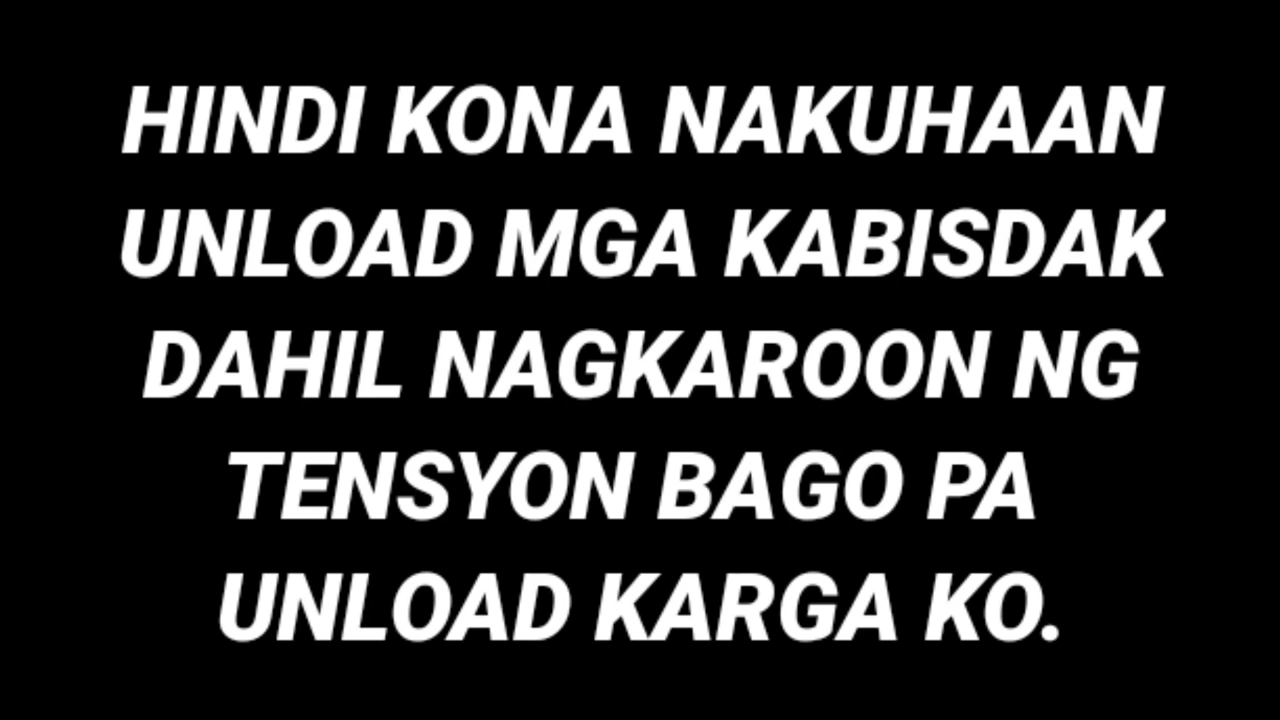 HINDI KONA NAKUHAAN
UNLOAD MGA KABISDAK
DAHIL NAGKAROON NG
TENSYON BAGO PA
UNLOAD KARGA KO.